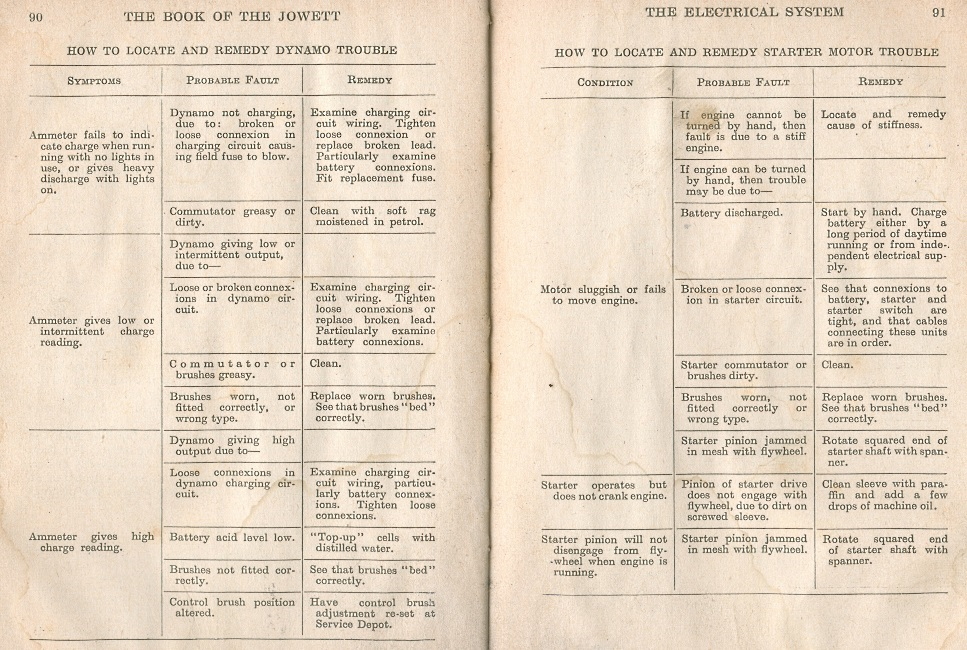 90
THE BOOK OF THE JOWETT
HOW TO LOCATE AND REMEDY DYNAMO TROUBLE
SYMPTOMS
PROBABLE FAULT
REMEDY
Ammeter fails to indi-
cate charge when run-
ning with no lights in
use, or gives heavy
discharge with lights
on.
Dynamo not charging,
due to: broken or
loose connexion in
charging circuit caus-
ing field fuse to blow.
Examine charging cir-
cuit wiring. Tighten
loose connexion or
replace broken lead.
Particularly examine
battery connexions.
Fit replacement fuse.
Commutator greasy or
dirty.
Clean with soft rag
moistened in petrol.
Ammeter gives low or
intermittent charge
reading.
Dynamo giving low or
intermittent output,
due to—
Loose or broken connex-
ions in dynamo cir-
cuit.
Examine charging cir-
cuit wiring. Tighten
loose connexions or
replace broken lead.
Particularly examine
battery connexions.
Commutator or
brushes greasy.
Clean.
Brushes worn, not
fitted correctly, or
wrong type.
Replace worn brushes.
See that brushes "bed"
correctly.
Ammeter gives high
charge reading.
Dynamo giving high
output due to—
Loose connexions in
dynamo charging cir-
cuit.
Examine charging cir-
cuit wiring, particu-
larly battery connex-
ions. Tighten loose
connexions.
Battery acid level low.
"Top-up" cells with
distilled water.
Brushes not fitted cor-
rectly.
See that brushes "bed"
correctly.
Control brush position
altered.
Have control brush
adjustment re-set at
Service Depot.
THE ELECTRICAL SYSTEM
91
HOW TO LOCATE AND REMEDY STARTER MOTOR TROUBLE
CONDITION
PROBABLE FAULT
REMEDY
Motor sluggish or fails
to move engine.
If engine cannot be
turned by hand, then
fault is due to a stiff
engine.
Locate and remedy
cause of stiffness.
If engine can be turned
by hand, then trouble
may be due to—
Battery discharged.
Start by hand. Charge
battery either by a
long period of daytime
running or from inde-
pendent electrical sup-
ply.
Broken or loose connex-
ion in starter circuit.
See that connexions to
battery, starter and
starter switch are
tight, and that cables
connecting these units
are in order.
Starter commutator or
brushes dirty.
Clean.
Brushes worn, not
fitted correctly or
wrong type.
Replace worn brushes.
See that brushes "bed"
correctly.
Starter pinion jammed
in mesh with flywheel.
Rotate squared end of
starter shaft with span-
ner.
Starter operates but
does not crank engine.
Pinion of starter drive
does not engage with
flywheel, due to dirt on
screwed sleeve.
Clean sleeve with para-
ffin and add a few
drops of machine oil.
Starter pinion will not
disengage from fly-
-wheel when engine is
running.
Starter pinion jammed
in mesh with flywheel.
Rotate squared end
of starter shaft with
spanner.